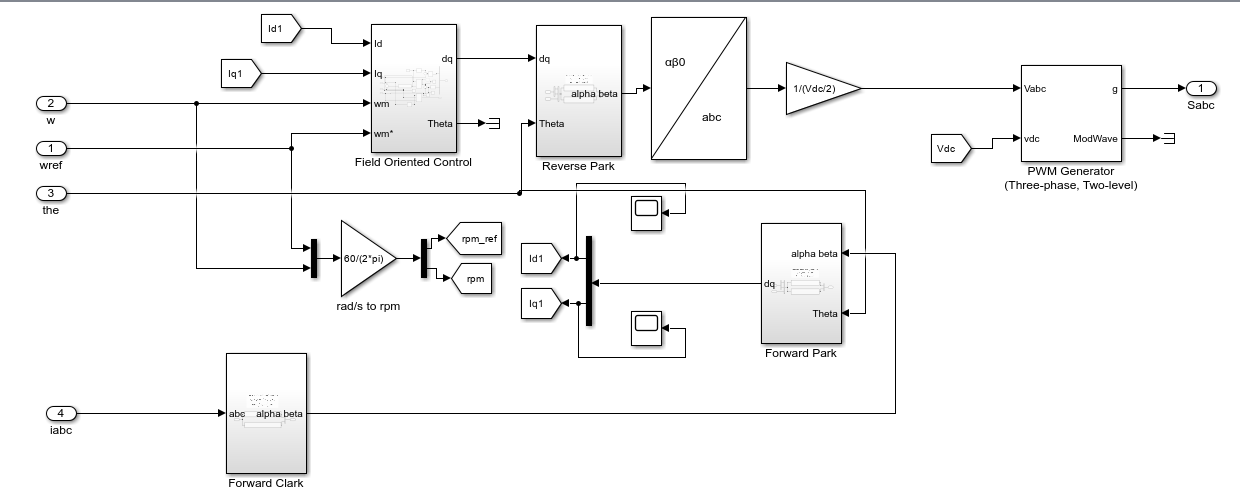 Id1
Id
dq
Iq1
Iq
2
w
wm
1
wref
wm*
Theta
Field Oriented Control
dq
alpha beta
Theta
Reverse Park
αβ0
abc
1/(Vdc/2)
Vabc
g
1
Sabc
Vdc
vdc
ModWave
PWM Generator
(Three-phase, Two-level)
3
the
60/(2*pi)
rad/s to rpm
rpm_ref
rpm
Id1
Iq1
alpha beta
dq
Theta
Forward Park
4
iabc
abc
alpha beta
Forward Clark